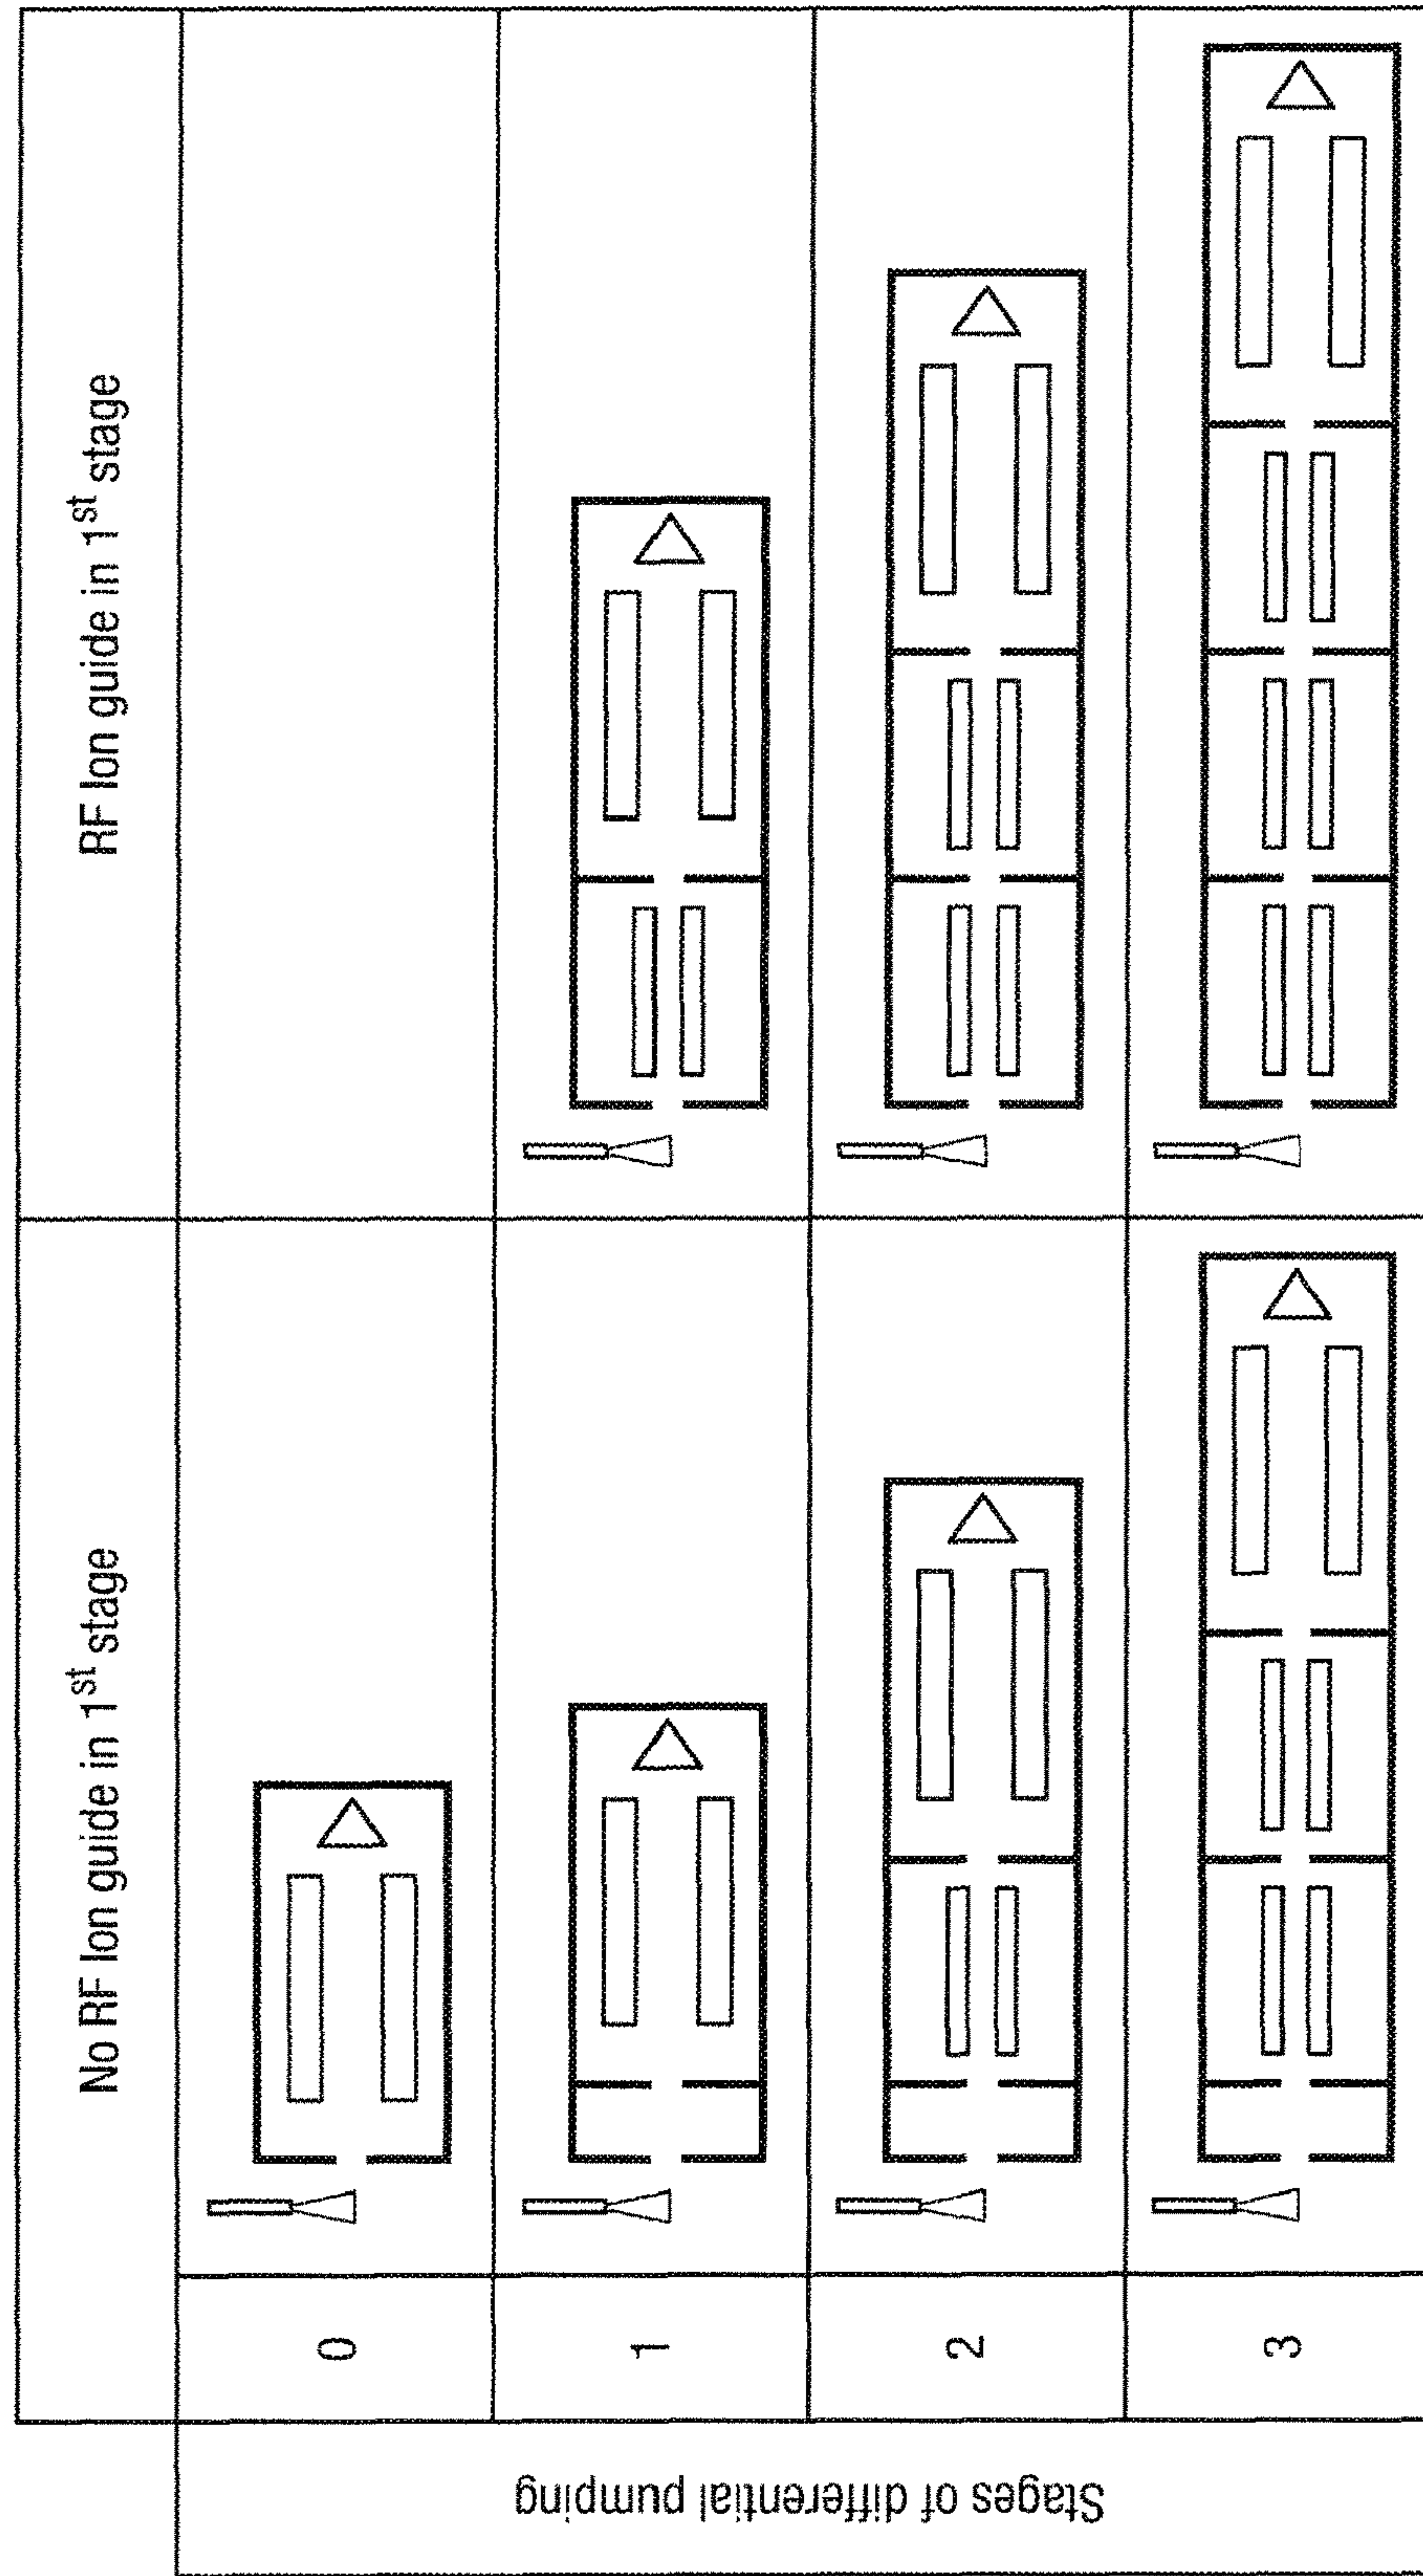 No RF Ion guide in 1st stage
RF Ion guide in 1st stage
Stages of differential pumping
0
1
2
3